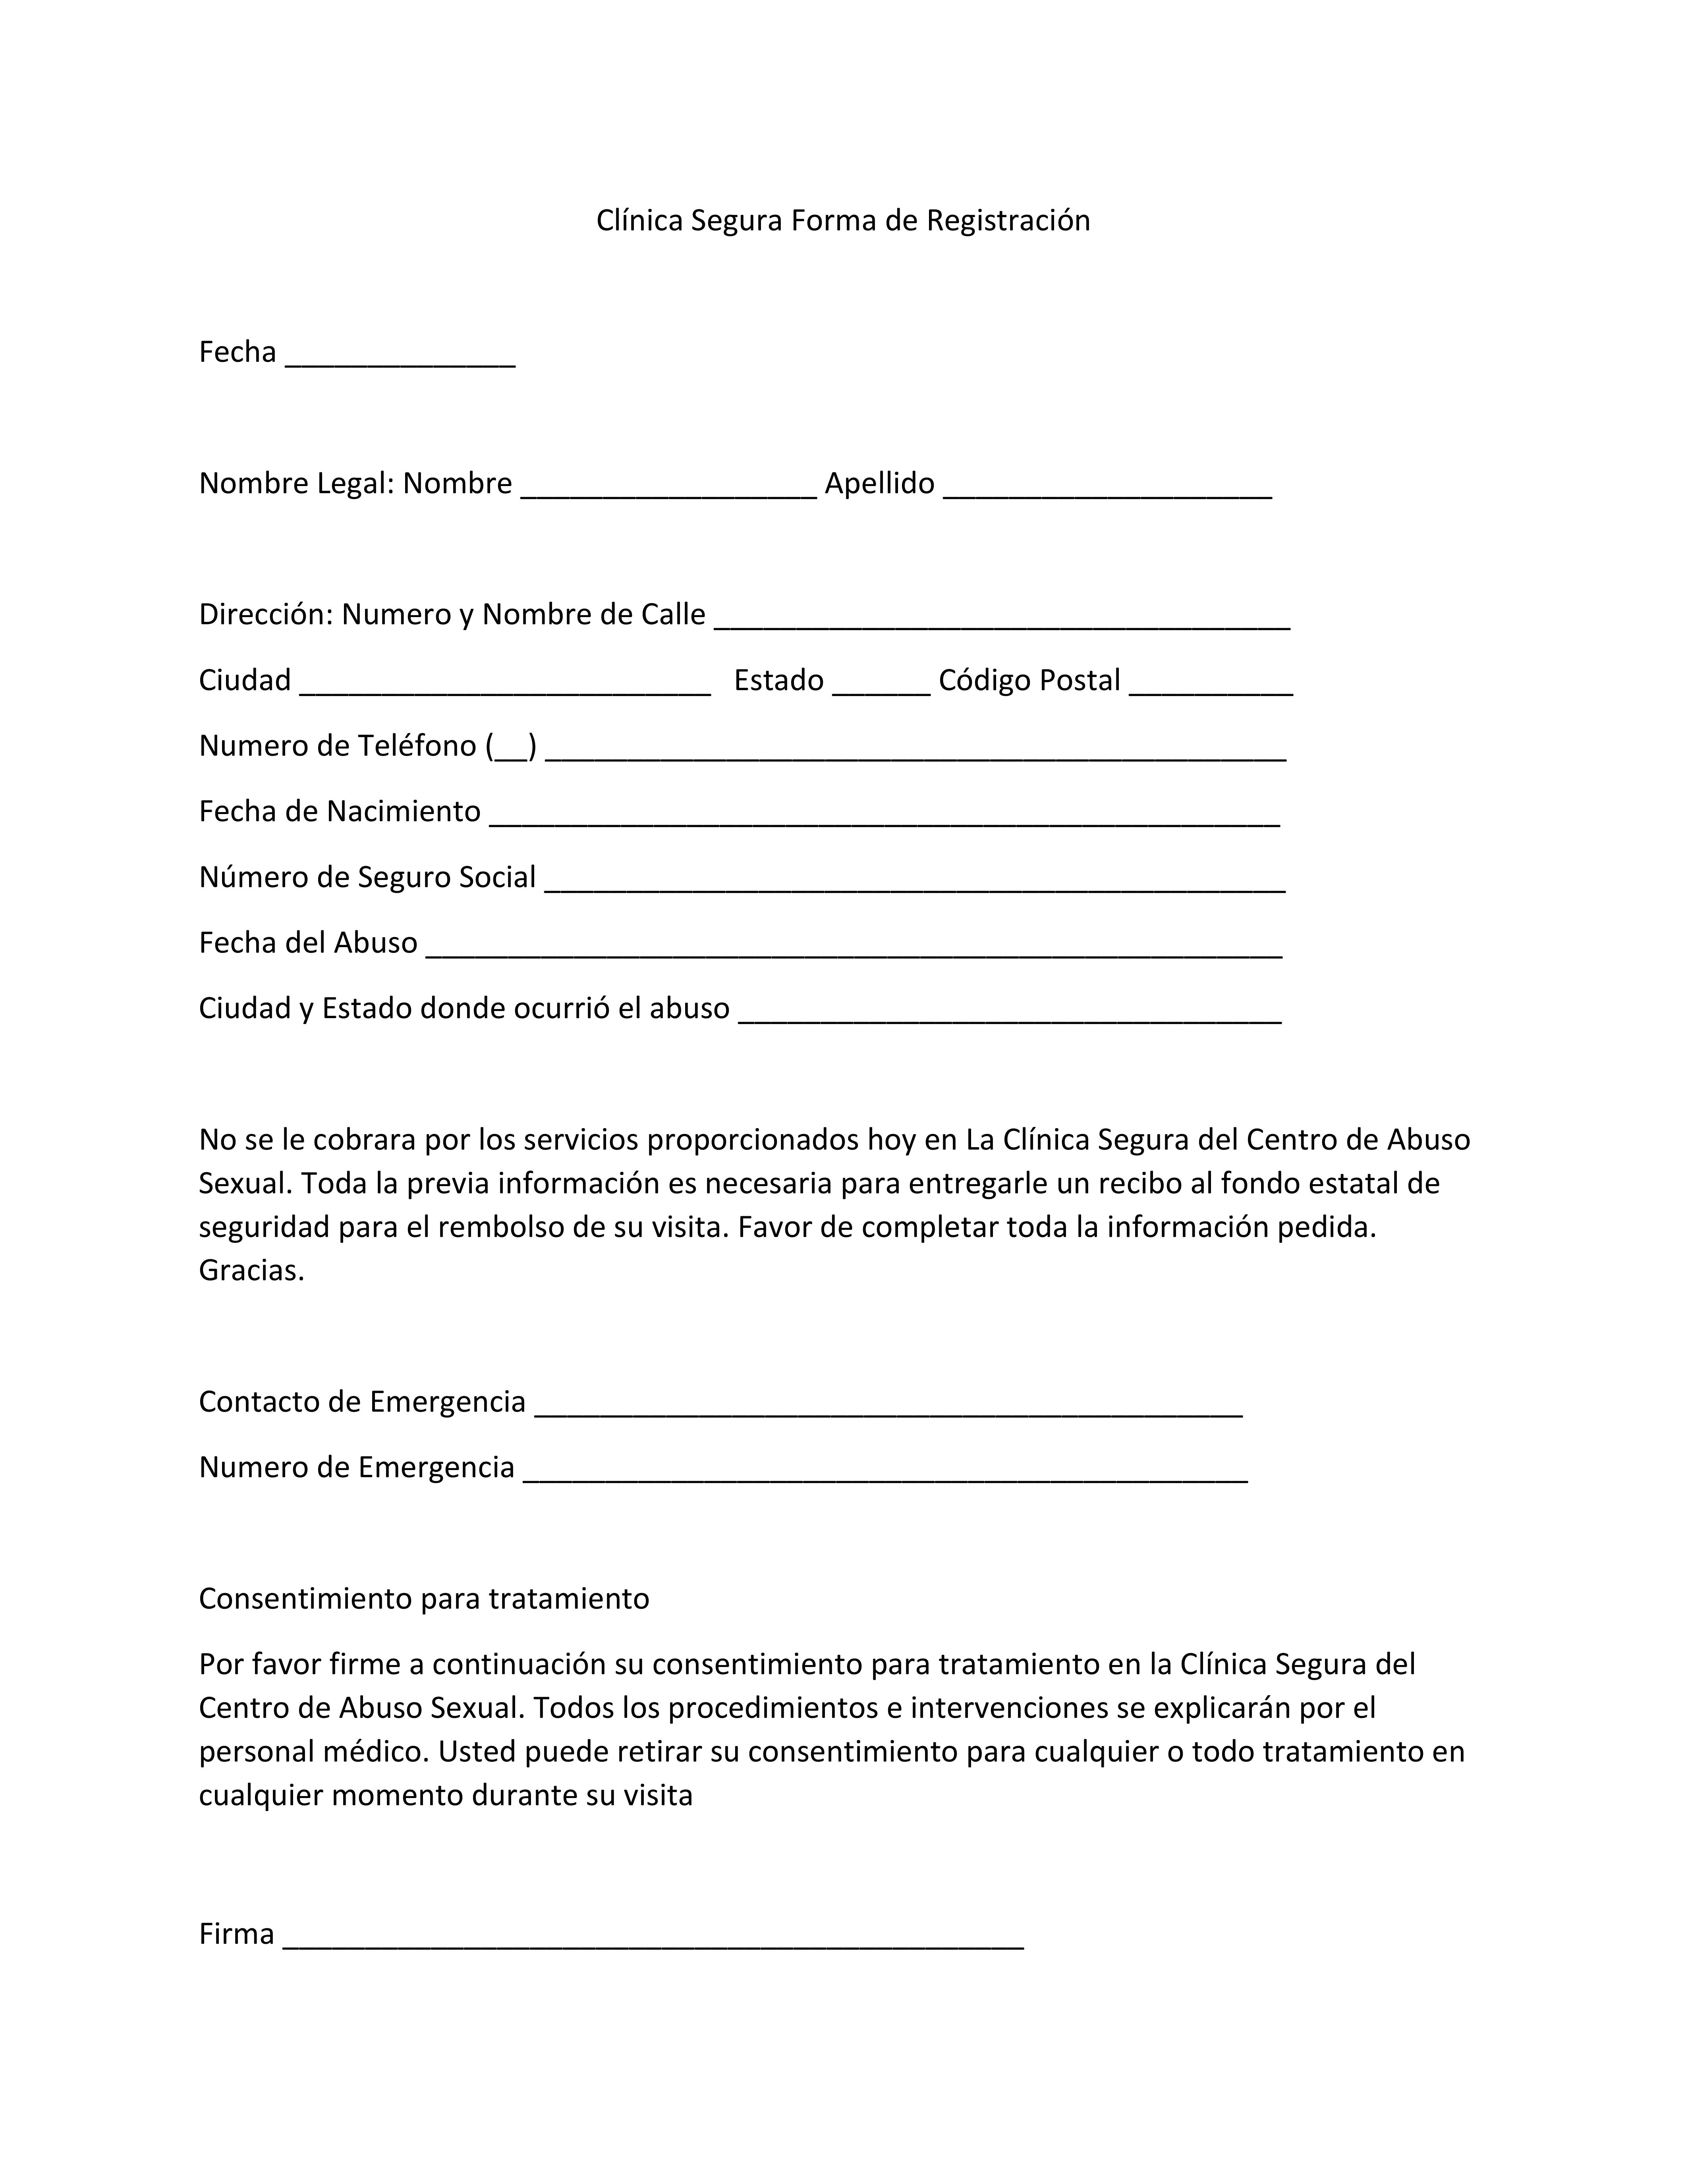 Clínica Segura Forma de Registración
Fecha ______________
Nombre Legal: Nombre __________________ Apellido ____________________
Dirección: Numero y Nombre de Calle ___________________________________
Ciudad _________________________ Estado ______ Código Postal __________
Numero de Teléfono (__) _____________________________________________
Fecha de Nacimiento ________________________________________________
Número de Seguro Social _____________________________________________
Fecha del Abuso ____________________________________________________
Ciudad y Estado donde ocurrió el abuso _________________________________
No se le cobrara por los servicios proporcionados hoy en La Clínica Segura del Centro de Abuso
Sexual. Toda la previa información es necesaria para entregarle un recibo al fondo estatal de
seguridad para el rembolso de su visita. Favor de completar toda la información pedida.
Gracias.
Contacto de Emergencia ___________________________________________
Numero de Emergencia ____________________________________________
Consentimiento para tratamiento
Por favor firme a continuación su consentimiento para tratamiento en la Clínica Segura del
Centro de Abuso Sexual. Todos los procedimientos e intervenciones se explicarán por el
personal médico. Usted puede retirar su consentimiento para cualquier o todo tratamiento en
cualquier momento durante su visita
Firma _____________________________________________